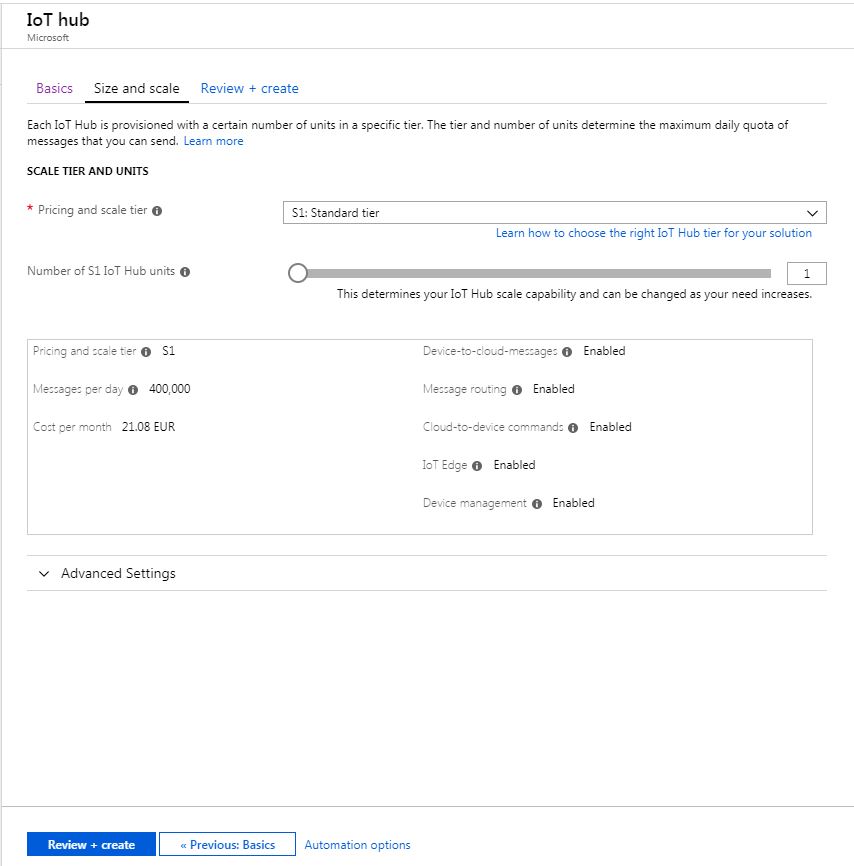 IoT hub
Microsoft
Basics Size and scale Review + create
Each IoT Hub is provisioned with a certain number of units in a specific tier. The tier and number of units determine the maximum daily quota of
messages that you can send. Learn more
SCALE TIER AND UNITS
* Pricing and scale tier S1: Standard tier
Learn how to choose the right IoT Hub tier for your solution
Number of S1 IoT Hub units 1
This determines your IoT Hub scale capability and can be changed as your need increases.
Pricing and scale tier S1 Device-to-cloud-messages Enabled
Messages per day 400,000 Message routing Enabled
Cost per month 21.08 EUR Cloud-to-device commands Enabled
IoT Edge Enabled
Device management Enabled
Advanced Settings
Review + create « Previous: Basics Automation options